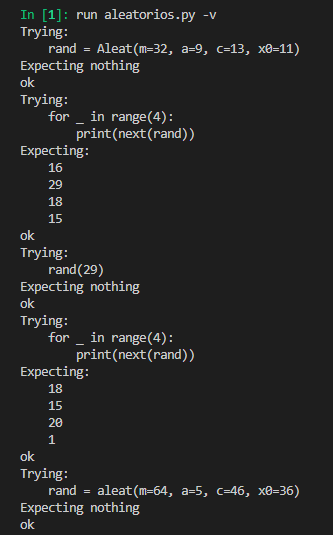 In [1]: run aleatorios.py -v
Trying:
    rand = Aleat(m=32, a=9, c=13, x0=11)
Expecting nothing
ok
Trying:
    for _ in range(4):
        print(next(rand))
Expecting:
    16
    29
    18
    15
ok
Trying:
    rand(29)
Expecting nothing
ok
Trying:
    for _ in range(4):
        print(next(rand))
Expecting:
    18
    15
    20
    1
ok
Trying:
    rand = aleat(m=64, a=5, c=46, x0=36)
Expecting nothing
ok